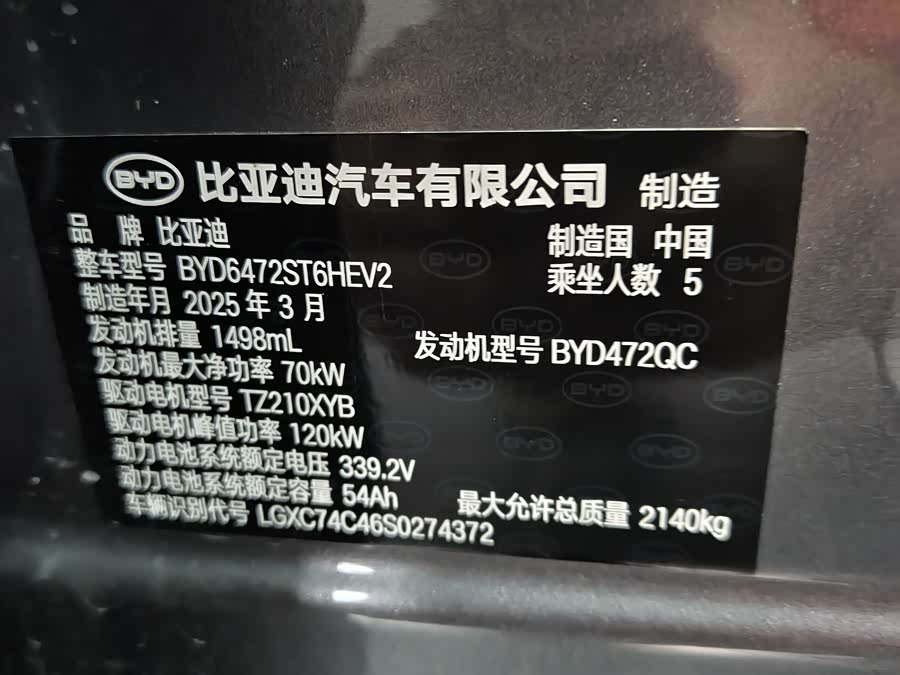 BYD 比亚迪汽车有限公司 制造
品 牌 比亚迪 制造国 中国
整车型号 BYD6472ST6HEV2 乘坐人数 5
制造年月 2025 年 3 月
发动机排量 1498mL 发动机型号 BYD472QC
发动机最大净功率 70kW
驱动电机型号 TZ210XYB
驱动电机峰值功率 120kW
动力电池系统额定电压 339.2V
动力电池系统额定容量 54Ah 最大允许总质量 2140kg
车辆识别代号 LGXC74C46S0274372